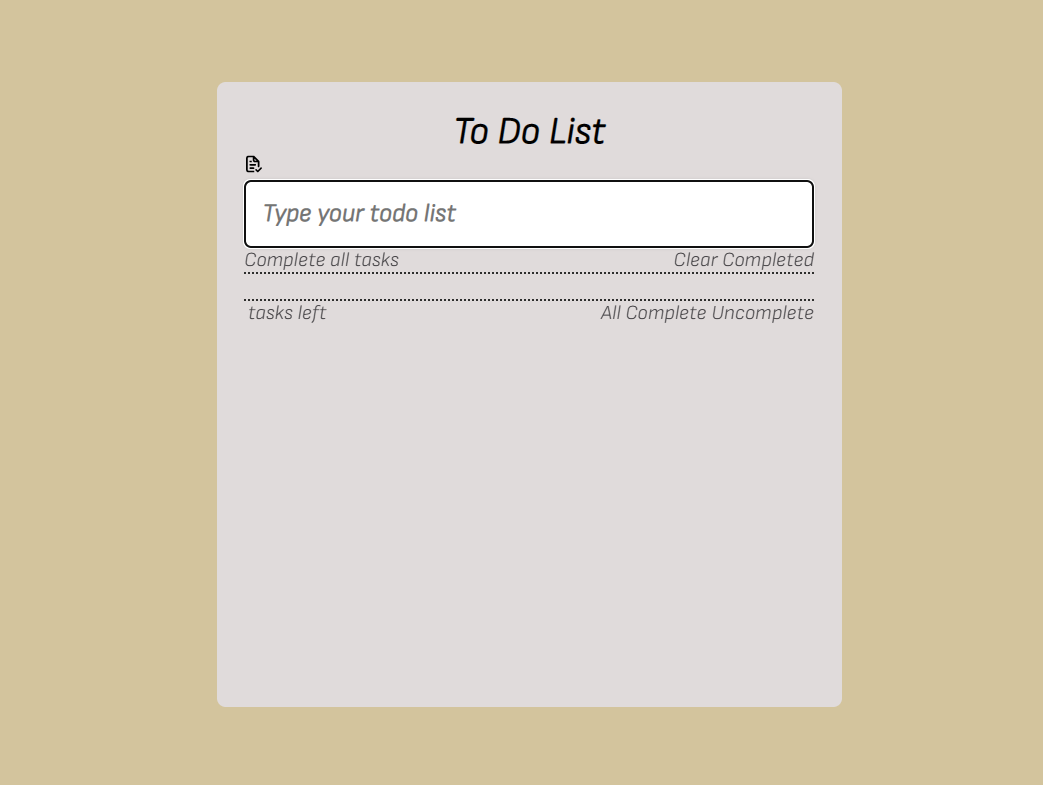 To Do List
Type your todo list
Complete all tasks Clear Completed
tasks left All Complete Uncomplete